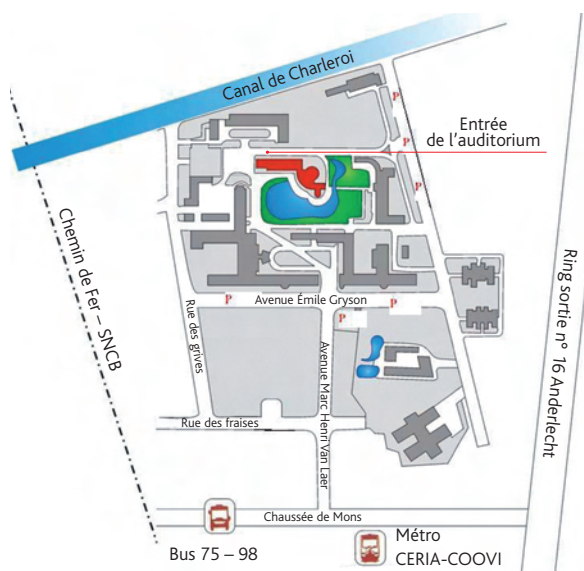 Canal de Charleroi
P
Entrée
de l'auditorium
P
P
Chemin de Fer – SNCB
Ring sortie n° 16 Anderlecht
Rue des grives
P
Avenue Émile Gryson
P
P
Avenue Marc Henri Van Laer
Rue des fraises
Chaussée de Mons
Bus 75 – 98
Métro
CERIA-COOVI